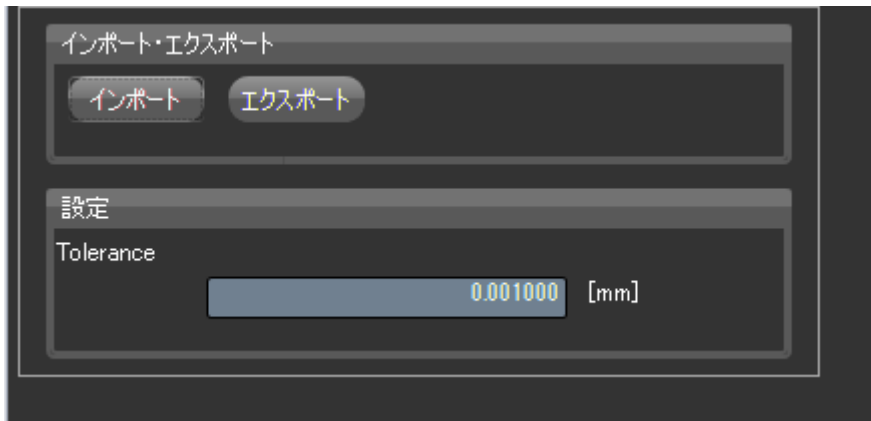 インポート・エクスポート
インポート エクスポート
設定
Tolerance
0.001000 [mm]